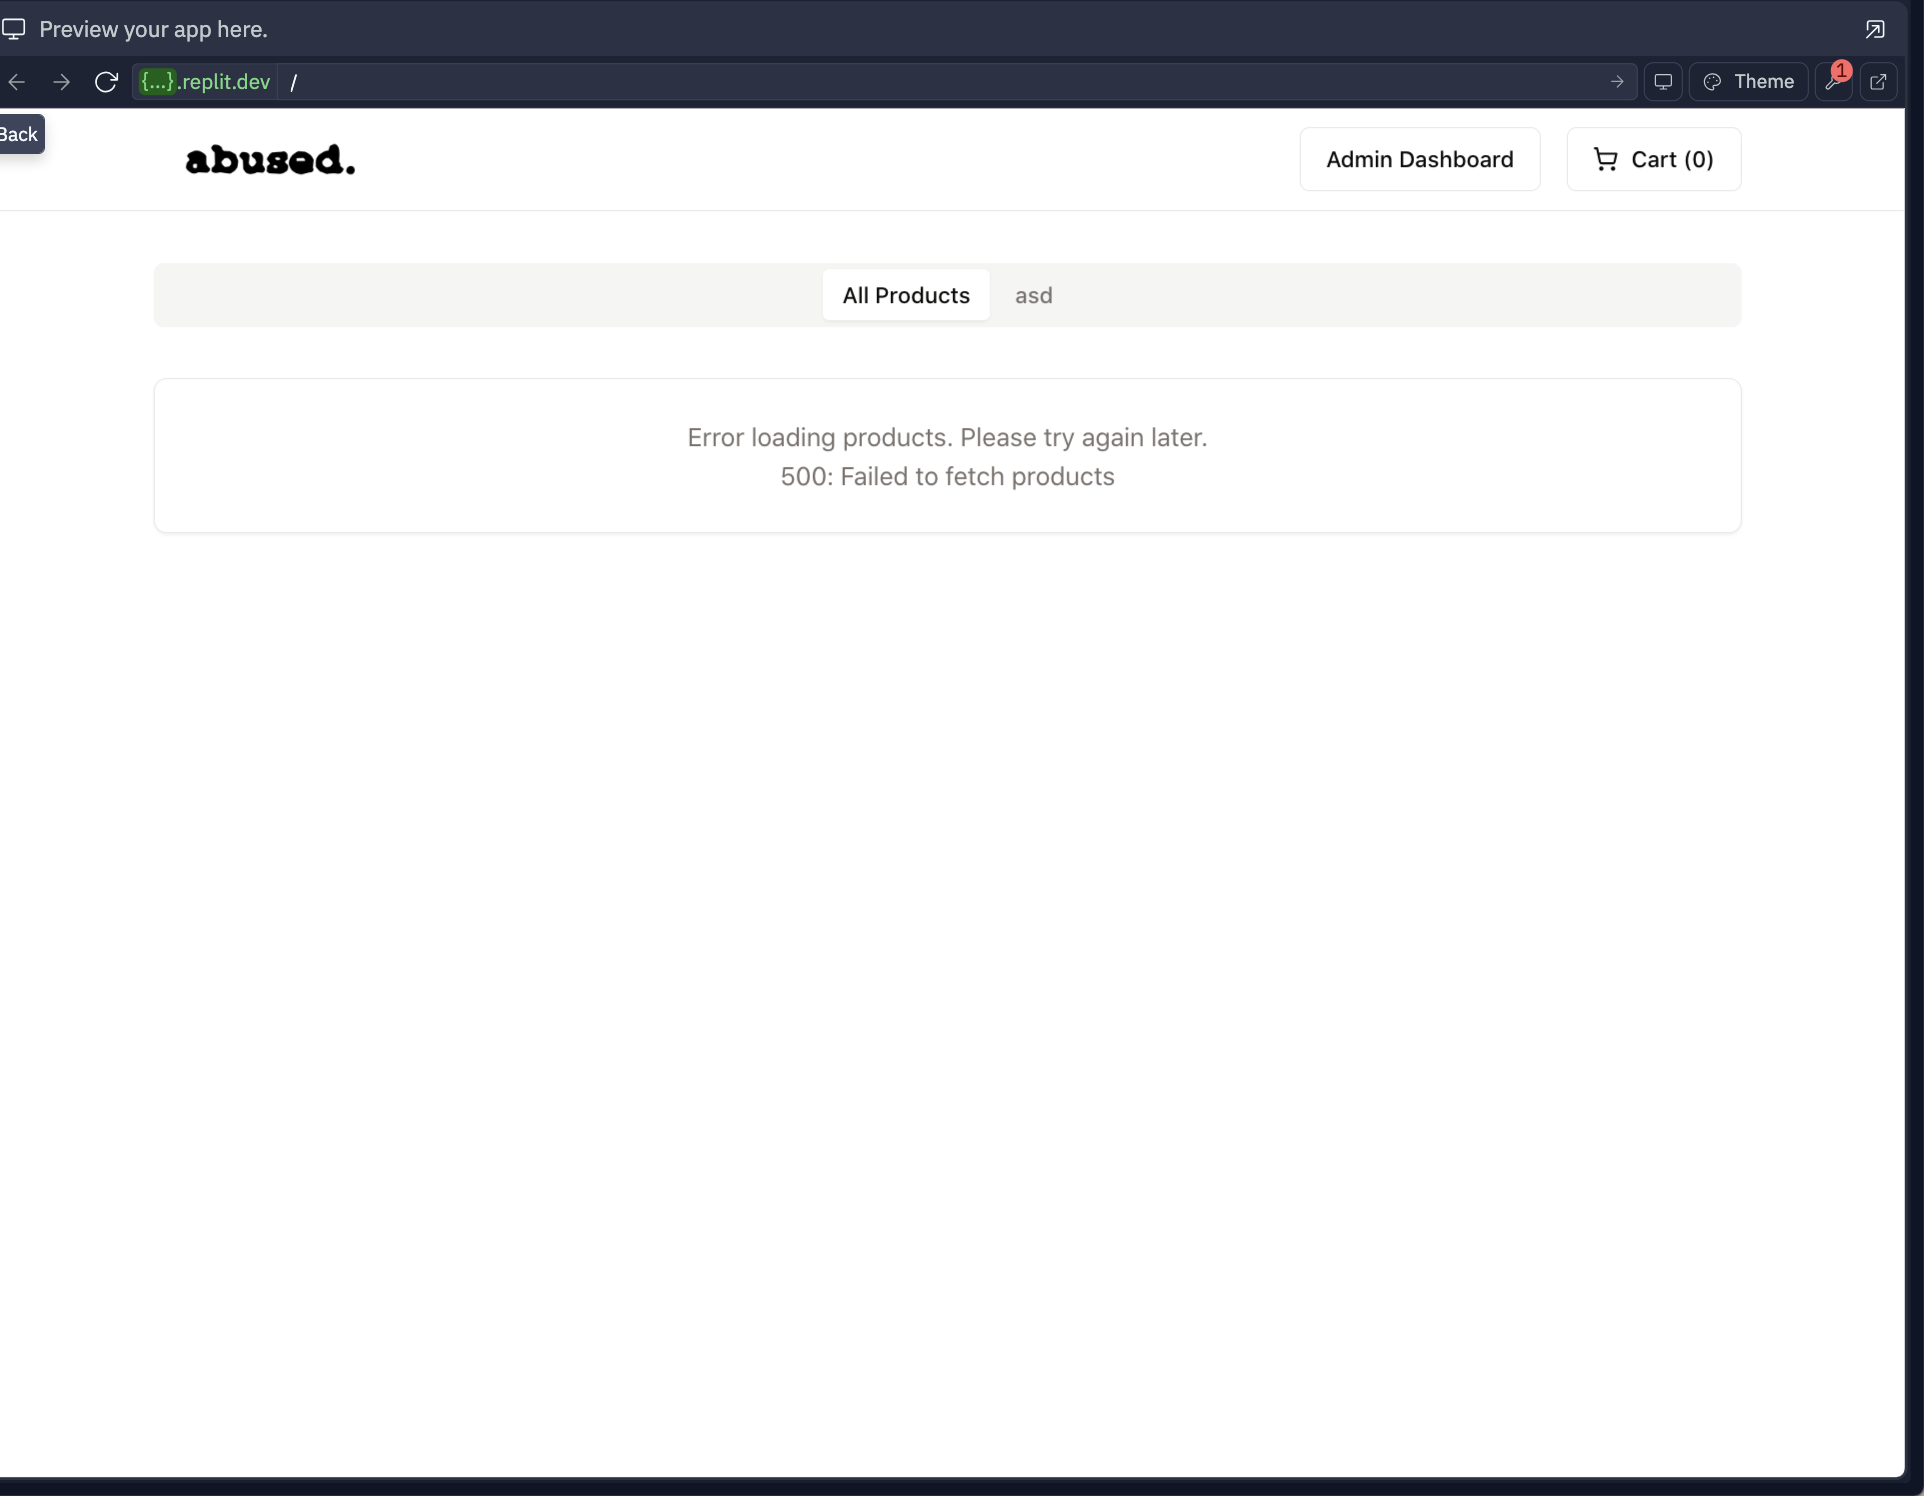 Preview your app here.
{...}.replit.dev /
Theme
1
Back
abused.
Admin Dashboard
Cart (0)
All Products
asd
Error loading products. Please try again later.
500: Failed to fetch products